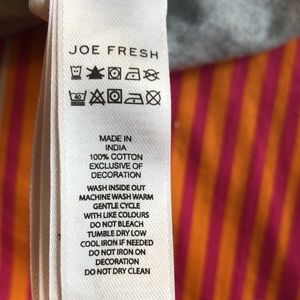 JOE FRESH
40
MADE IN
INDIA
100% COTTON
EXCLUSIVE OF
DECORATION
WASH INSIDE OUT
MACHINE WASH WARM
GENTLE CYCLE
WITH LIKE COLOURS
DO NOT BLEACH
TUMBLE DRY LOW
COOL IRON IF NEEDED
DO NOT IRON ON
DECORATION
DO NOT DRY CLEAN